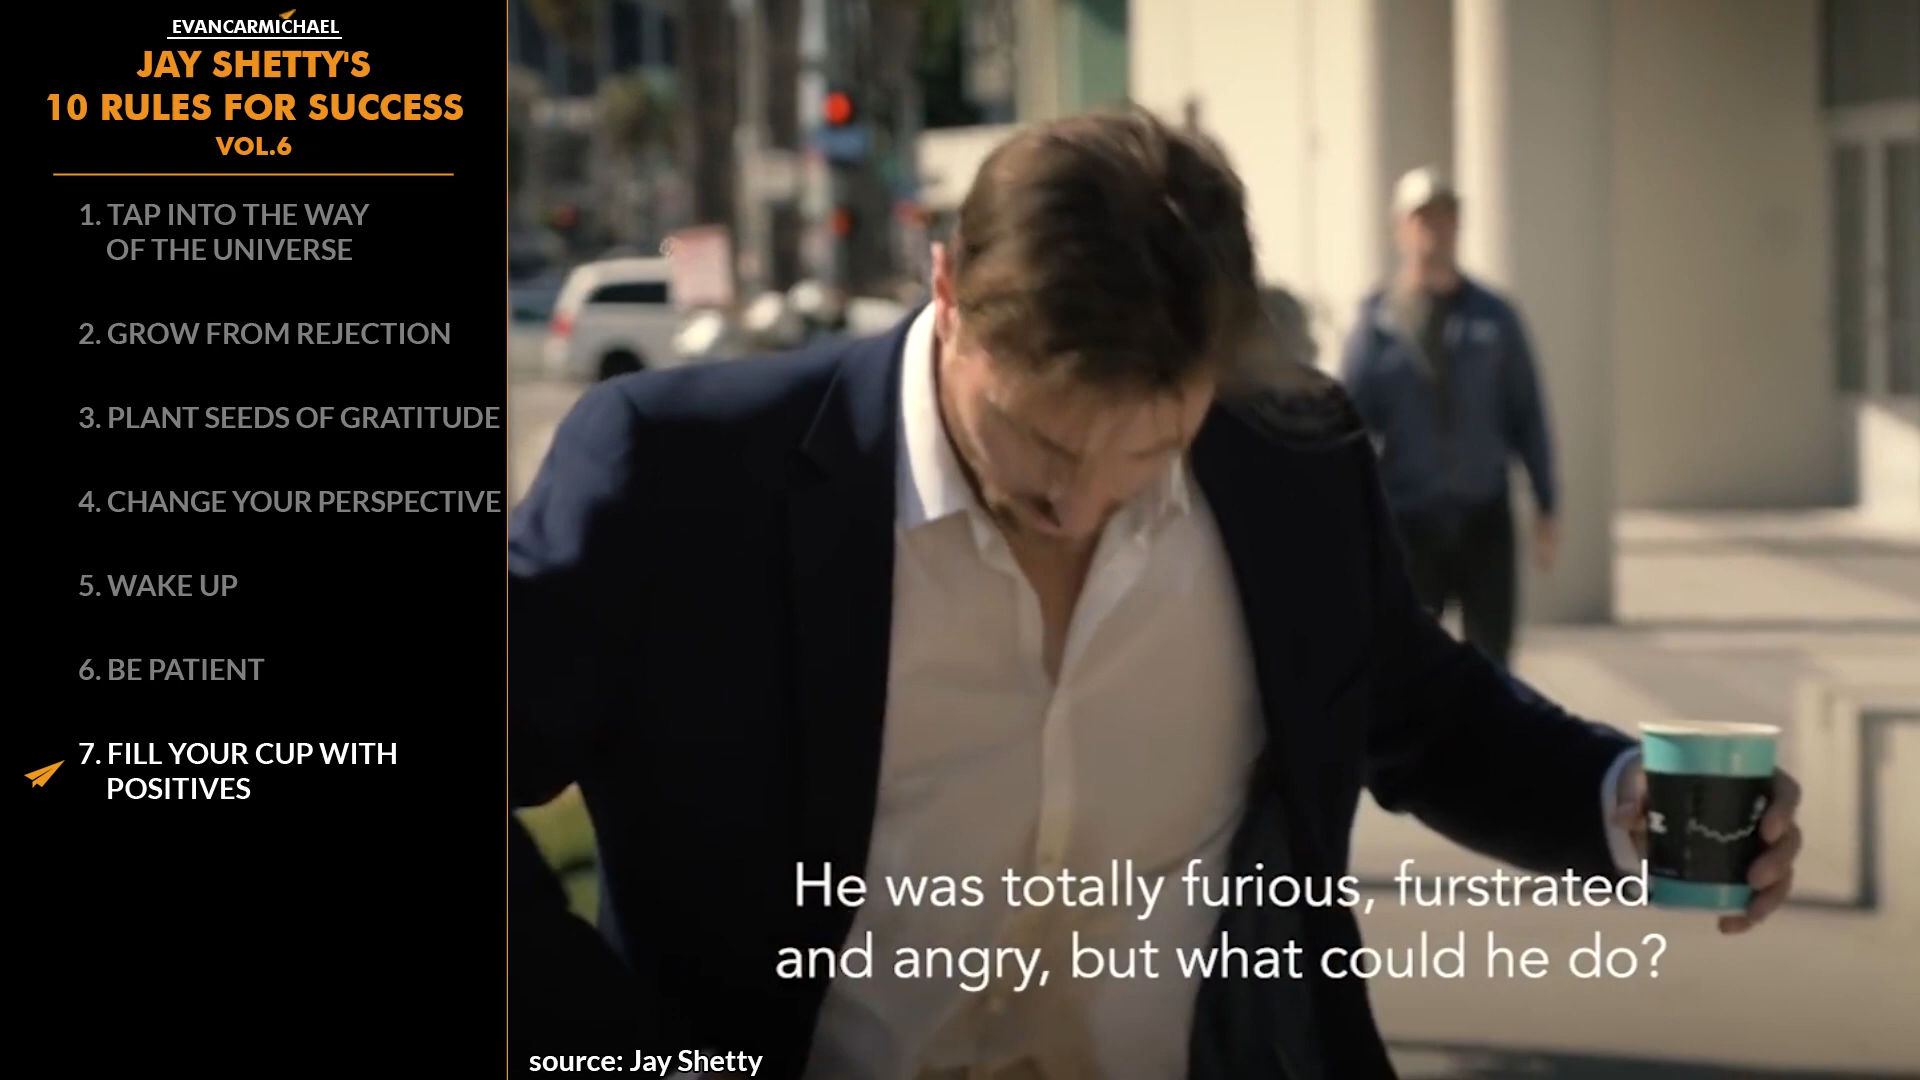 EVANCARMICHAEL
JAY SHETTY'S
10 RULES FOR SUCCESS
VOL.6
1. TAP INTO THE WAY
OF THE UNIVERSE
2. GROW FROM REJECTION
3. PLANT SEEDS OF GRATITUDE
4. CHANGE YOUR PERSPECTIVE
5. WAKE UP
6. BE PATIENT
7. FILL YOUR CUP WITH
POSITIVES
He was totally furious, furstrated
and angry, but what could he do?
source: Jay Shetty